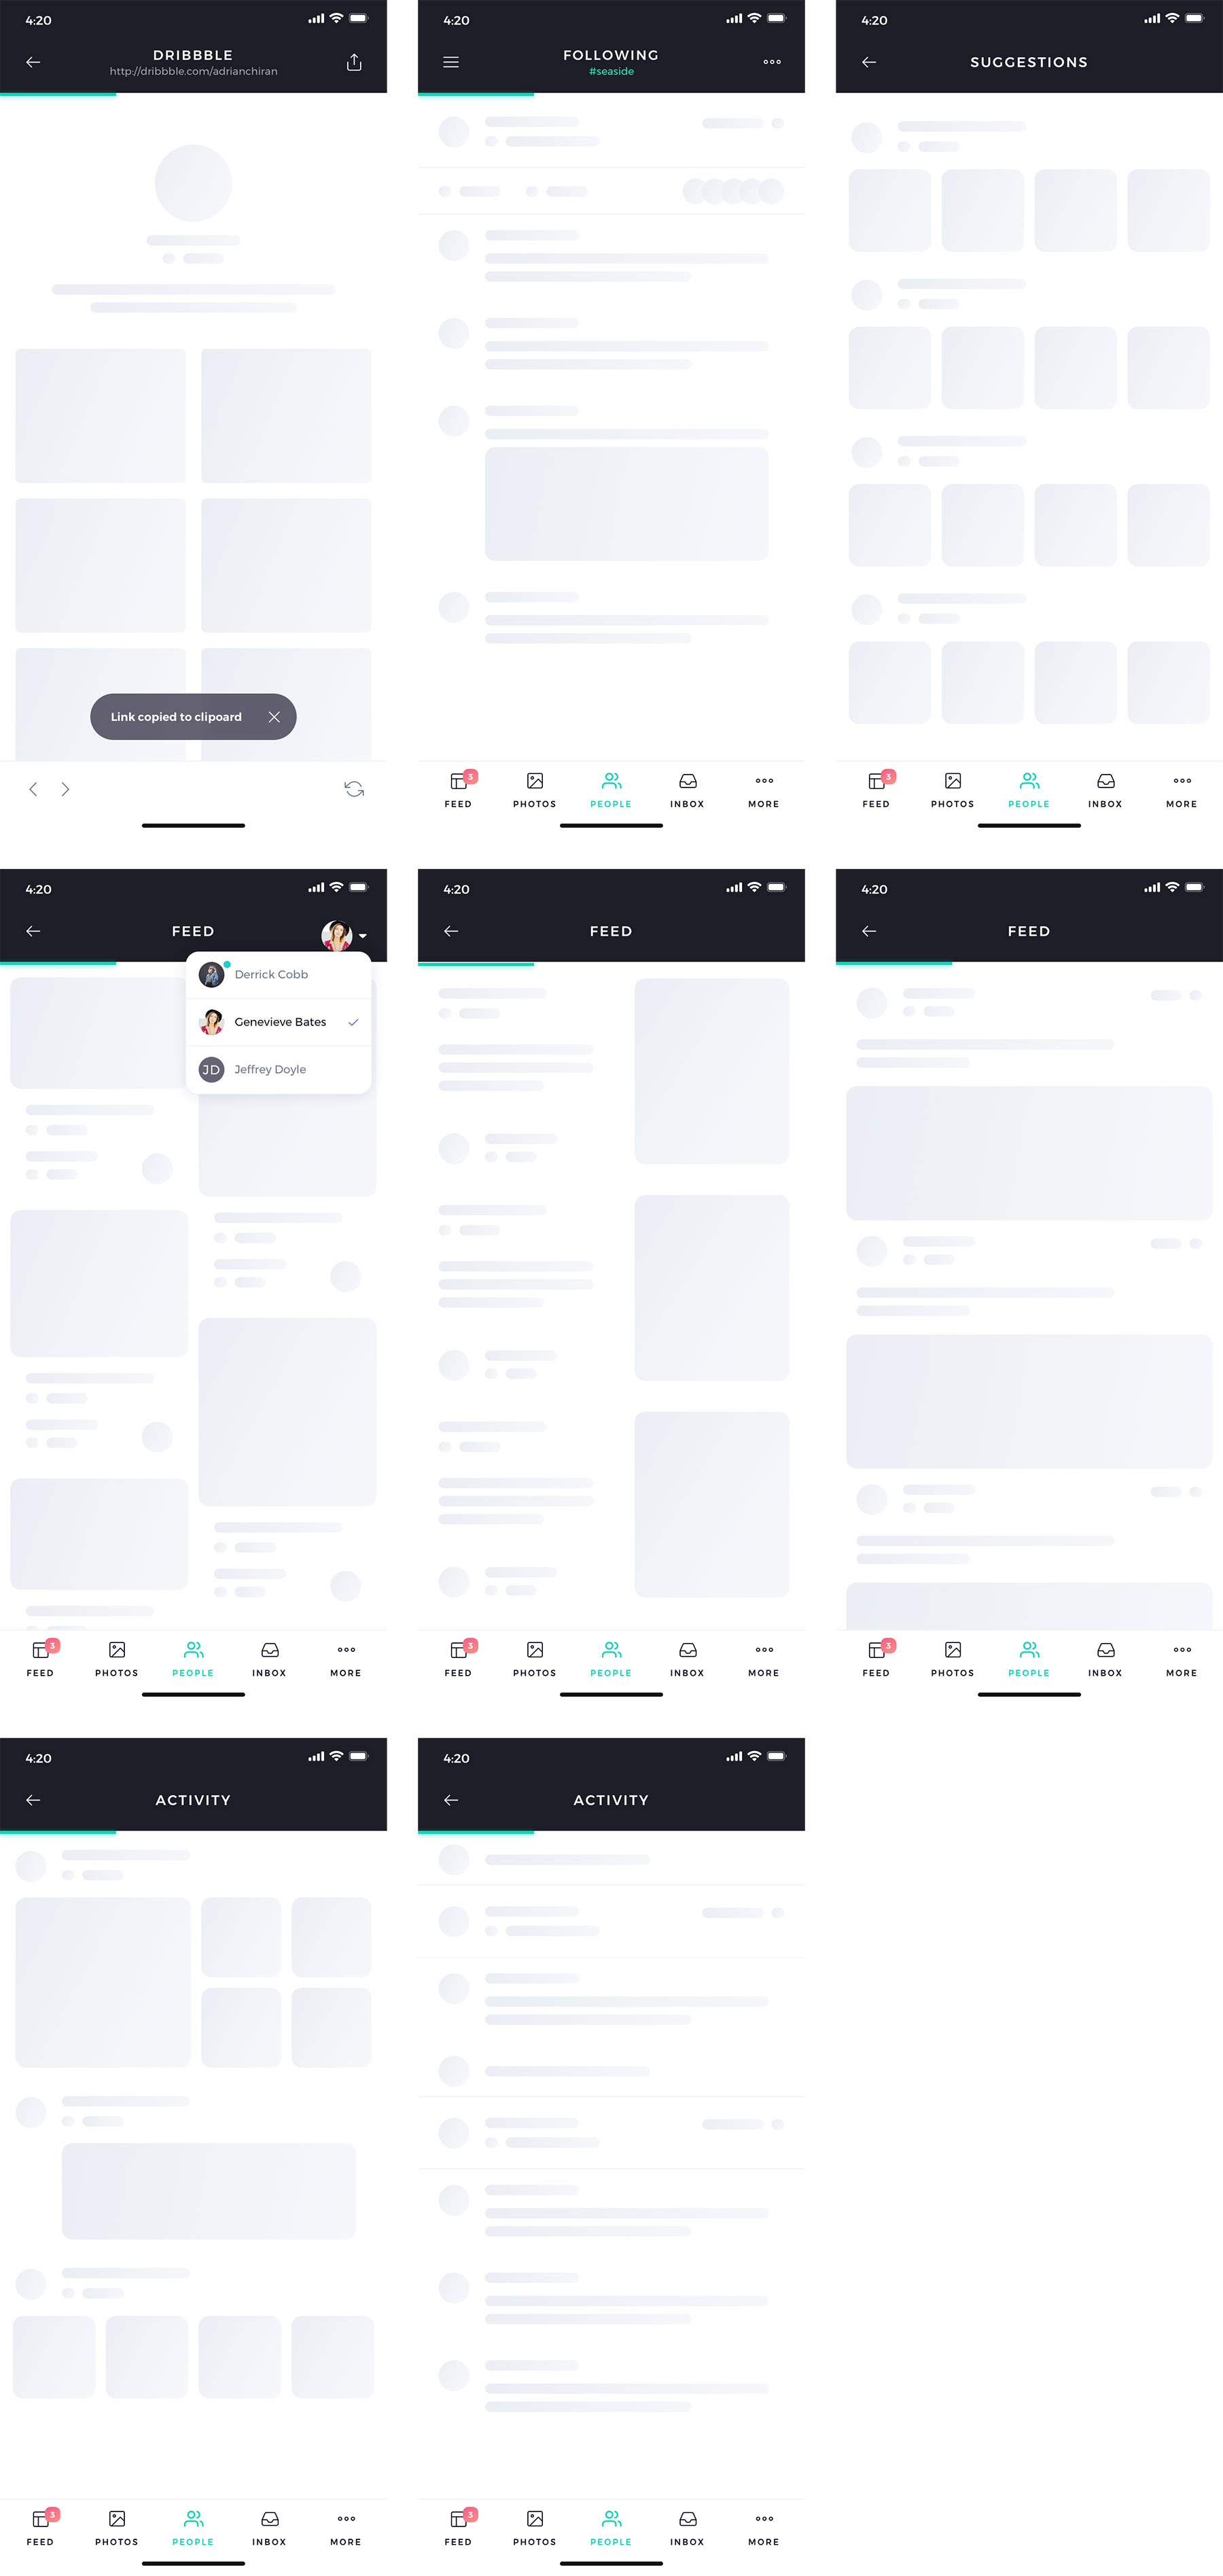 4:20
DRIBBBLE
http://dribbble.com/adrianchiran
Link copied to clipoard
4:20
FOLLOWING
#seaside
3
FEED PHOTOS PEOPLE INBOX MORE
4:20
SUGGESTIONS
3
FEED PHOTOS PEOPLE INBOX MORE
4:20
FEED
Derrick Cobb
Genevieve Bates
JD Jeffrey Doyle
3
FEED PHOTOS PEOPLE INBOX MORE
4:20
FEED
3
FEED PHOTOS PEOPLE INBOX MORE
4:20
FEED
3
FEED PHOTOS PEOPLE INBOX MORE
4:20
ACTIVITY
3
FEED PHOTOS PEOPLE INBOX MORE
4:20
ACTIVITY
3
FEED PHOTOS PEOPLE INBOX MORE